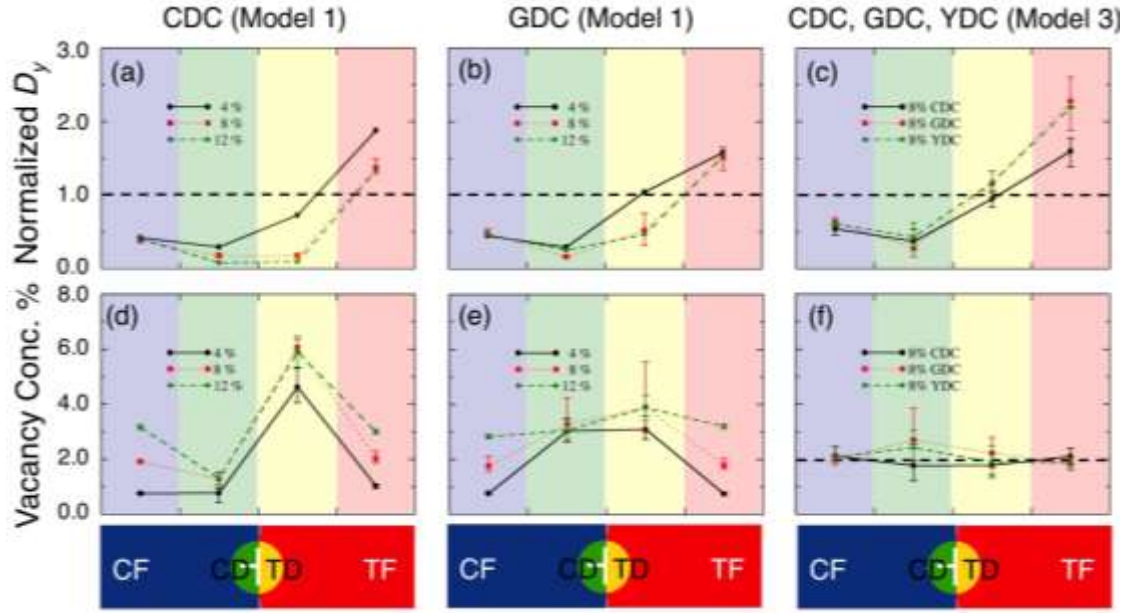 CDC (Model 1)
GDC (Model 1)
CDC, GDC, YDC (Model 3)
Normalized Dy
3.0
2.0
1.0
0.0
(a)
4 %
8 %
12 %
(b)
4 %
8 %
12 %
(c)
8% CDC
8% GDC
8% YDC
Vacancy Conc. %
8.0
6.0
4.0
2.0
0.0
(d)
4 %
8 %
12 %
(e)
4 %
8 %
12 %
(f)
8% CDC
8% GDC
8% YDC
CF CD TD TF
CF CD TD TF
CF CD TD TF